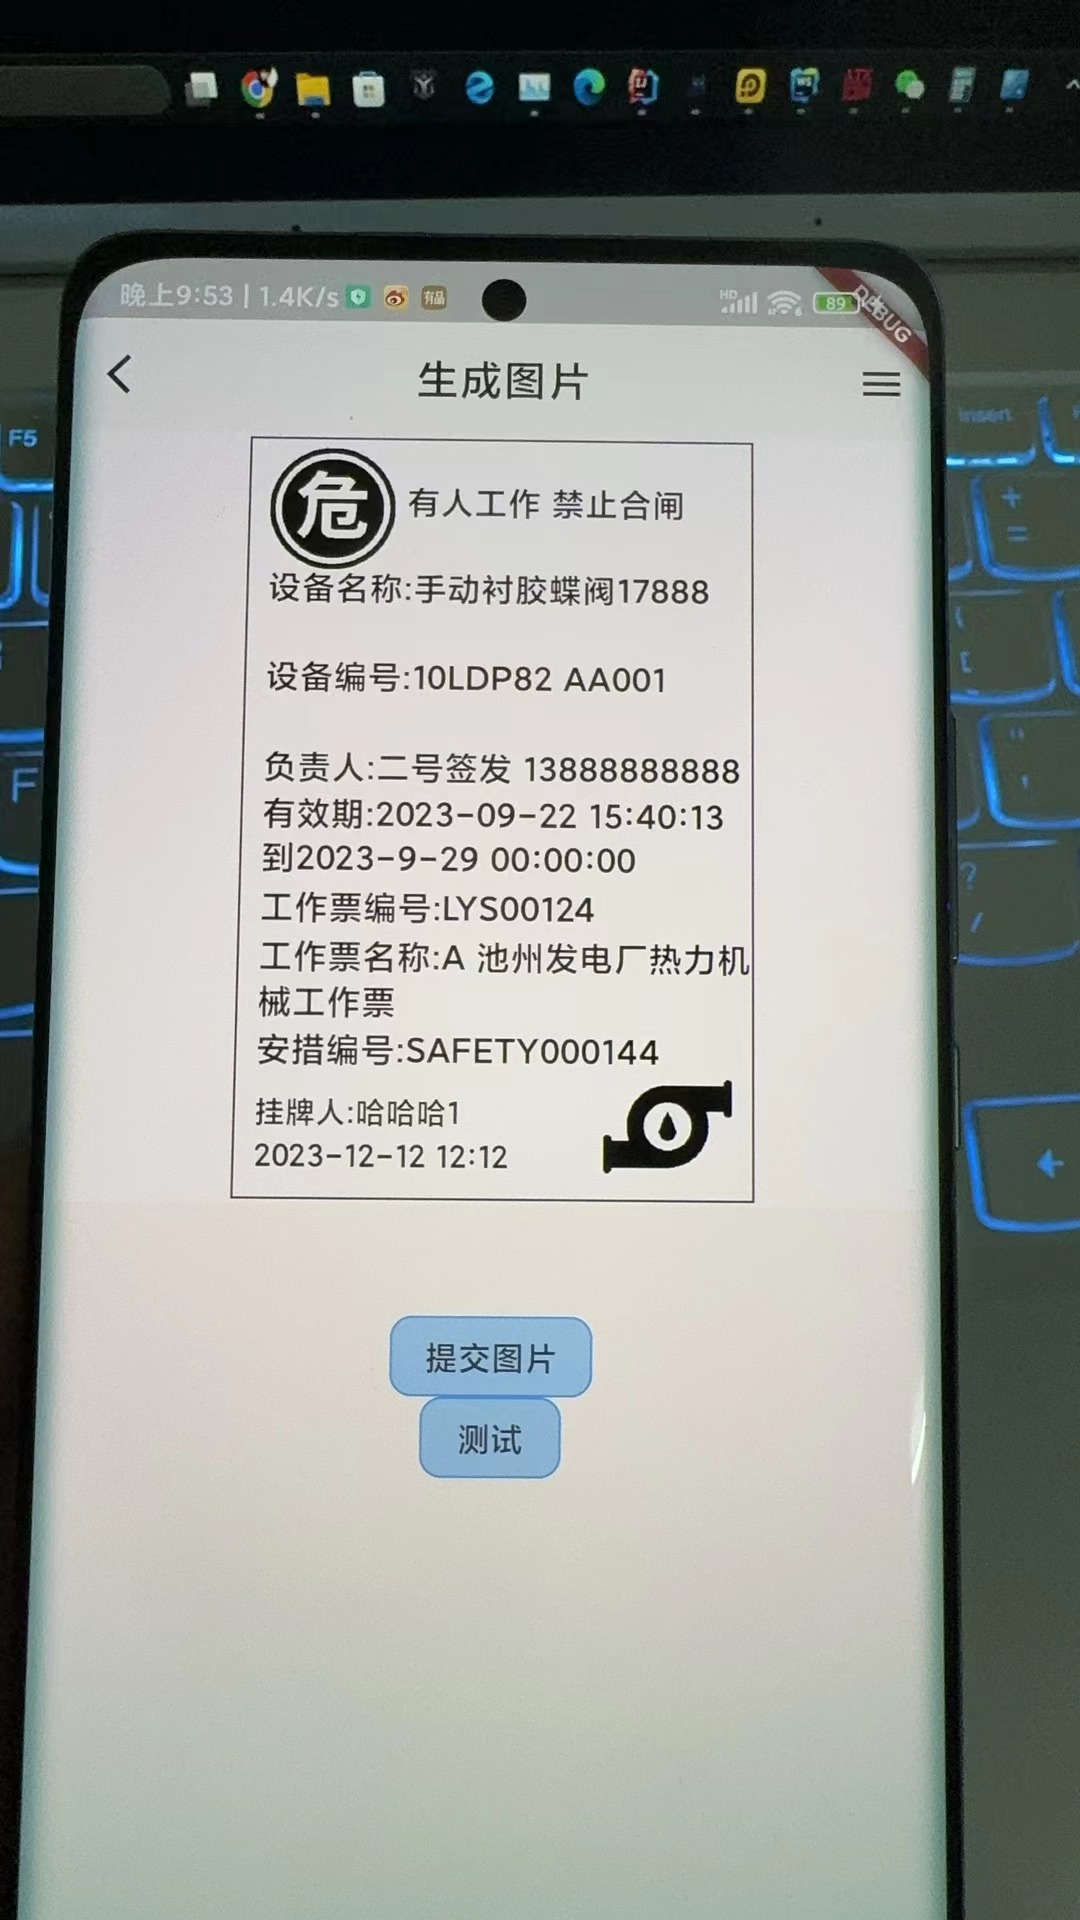 晚上9:53 | 1.4K/s 有品 HD 89
DEBUG
生成图片
危 有人工作 禁止合闸
设备名称:手动衬胶蝶阀17888
设备编号:10LDP82 AA001
负责人:二号签发 13888888888
有效期:2023-09-22 15:40:13
到2023-9-29 00:00:00
工作票编号:LYS00124
工作票名称:A 池州发电厂热力机
械工作票
安措编号:SAFETY000144
挂牌人:哈哈哈1
2023-12-12 12:12
提交图片
测试
F5
insert
+
=
F
?
/